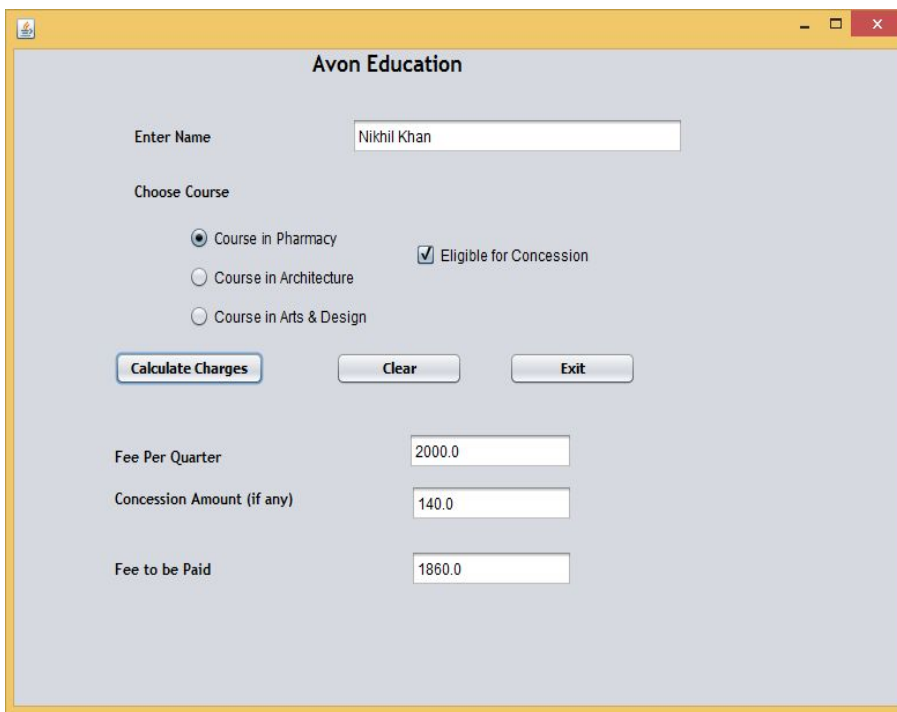 Avon Education
Enter Name Nikhil Khan
Choose Course
Course in Pharmacy
Eligible for Concession
Course in Architecture
Course in Arts & Design
Calculate Charges Clear Exit
Fee Per Quarter 2000.0
Concession Amount (if any) 140.0
Fee to be Paid 1860.0